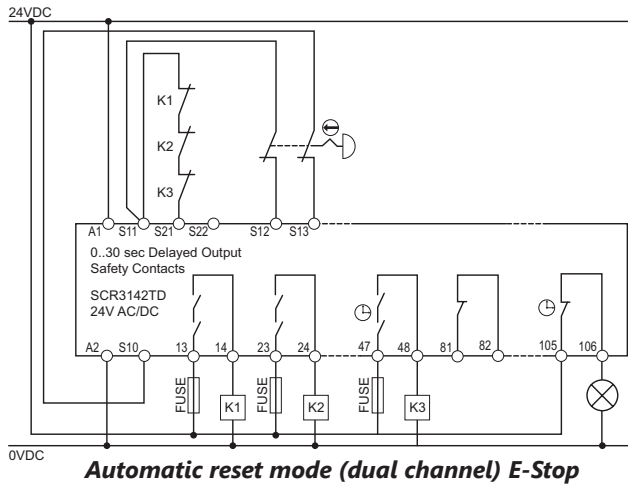 24VDC
K1
K2
K3
A1 S11 S21 S22 S12 S13
0..30 sec Delayed Output
Safety Contacts
SCR3142TD
24V AC/DC
A2 S10 13 14 23 24 47 48 81 82 105 106
FUSE K1 FUSE K2 FUSE K3
0VDC
Automatic reset mode (dual channel) E-Stop